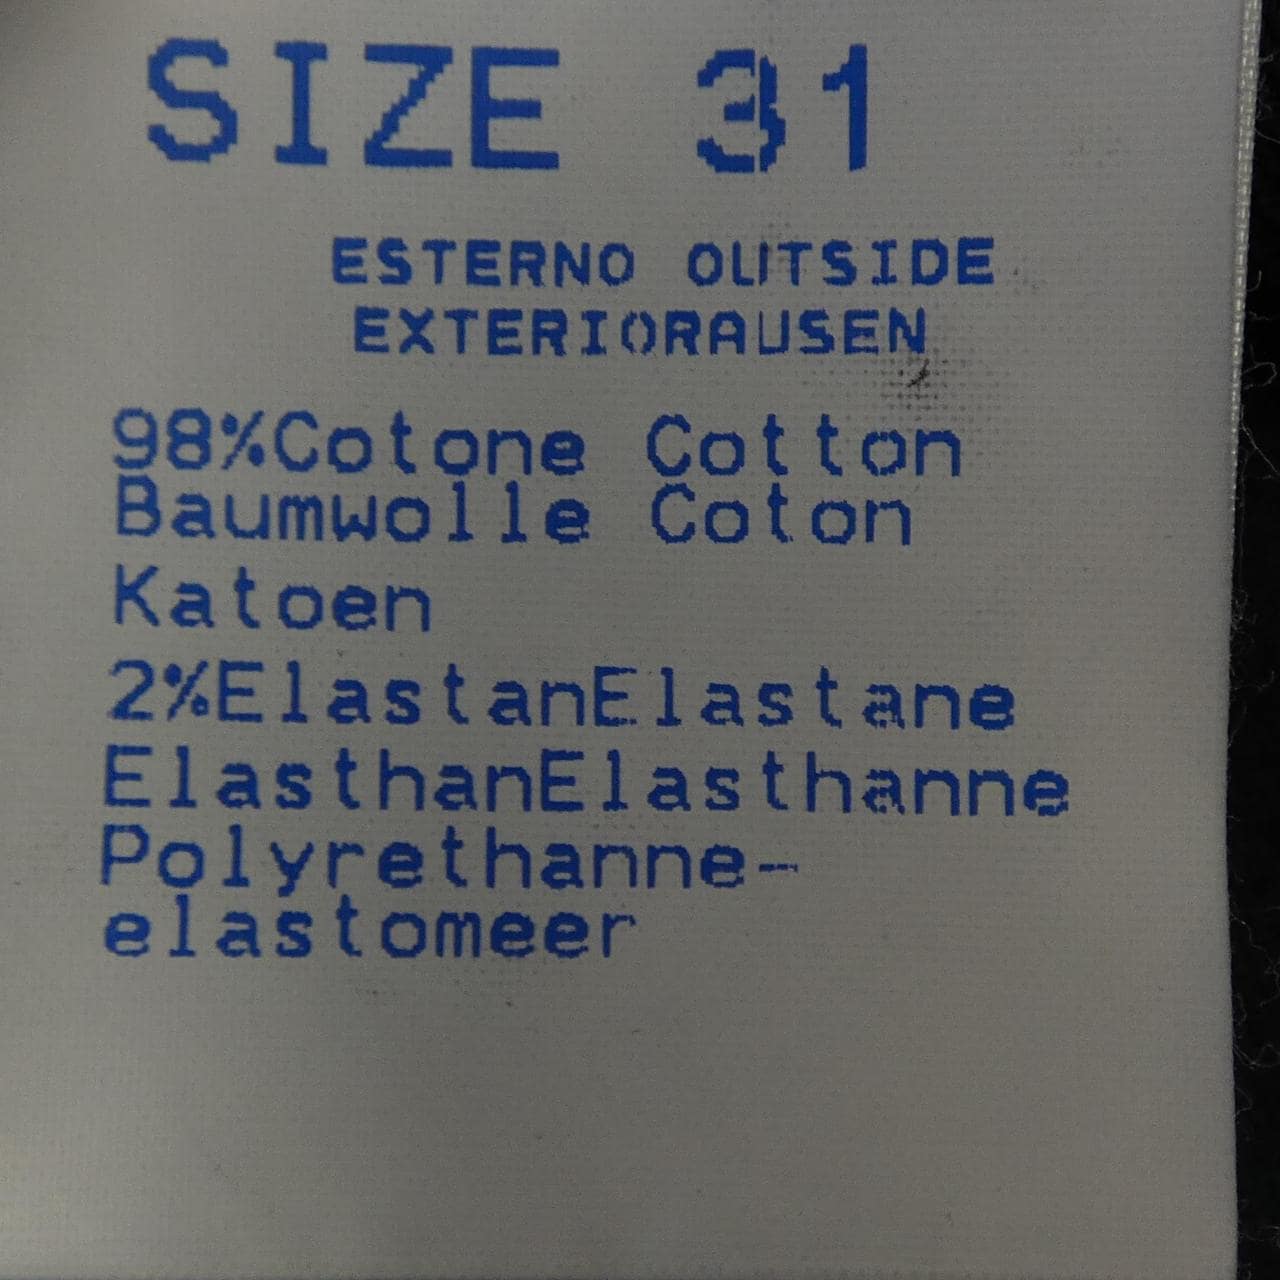 SIZE 31
ESTERNO OUTSIDE
EXTERIORAUSEN
98%Cotone Cotton
Baumwolle Coton
Katoen
2%ElastanElastane
ElasthanElasthanne
Polyrethanne-
elastomeer